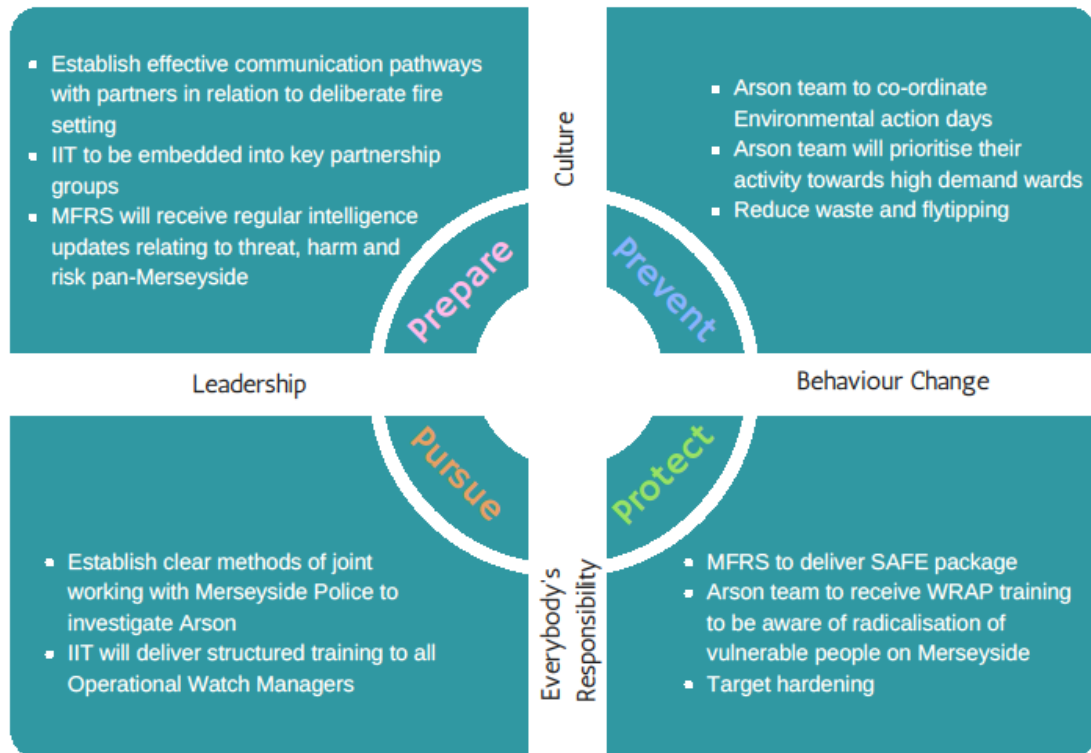 ▪ Establish effective communication pathways
with partners in relation to deliberate fire
setting
▪ IIT to be embedded into key partnership
groups
▪ MFRS will receive regular intelligence
updates relating to threat, harm and
risk pan-Merseyside
Prepare
Culture
▪ Arson team to co-ordinate
Environmental action days
▪ Arson team will prioritise their
activity towards high demand wards
▪ Reduce waste and flytipping
Prevent
Leadership
Behaviour Change
Pursue
▪ Establish clear methods of joint
working with Merseyside Police to
investigate Arson
▪ IIT will deliver structured training to all
Operational Watch Managers
Everybody's
Responsibility
Protect
▪ MFRS to deliver SAFE package
▪ Arson team to receive WRAP training
to be aware of radicalisation of
vulnerable people on Merseyside
▪ Target hardening